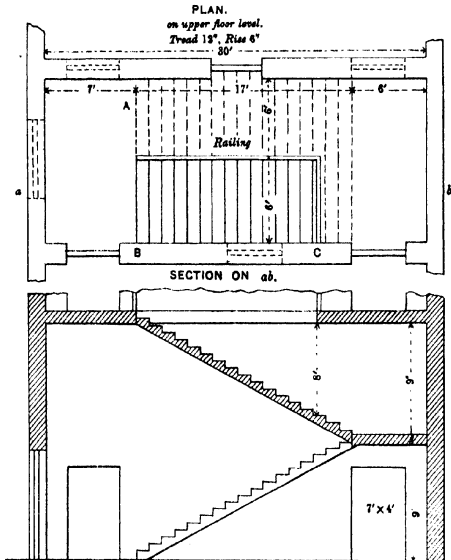 PLAN.
on upper floor level.
Tread 12", Rise 6"
30'
7'
17'
6'
A
6'
Railing
a
b
6'
B
C
SECTION ON ab.
8'
9'
7' × 4'
9'